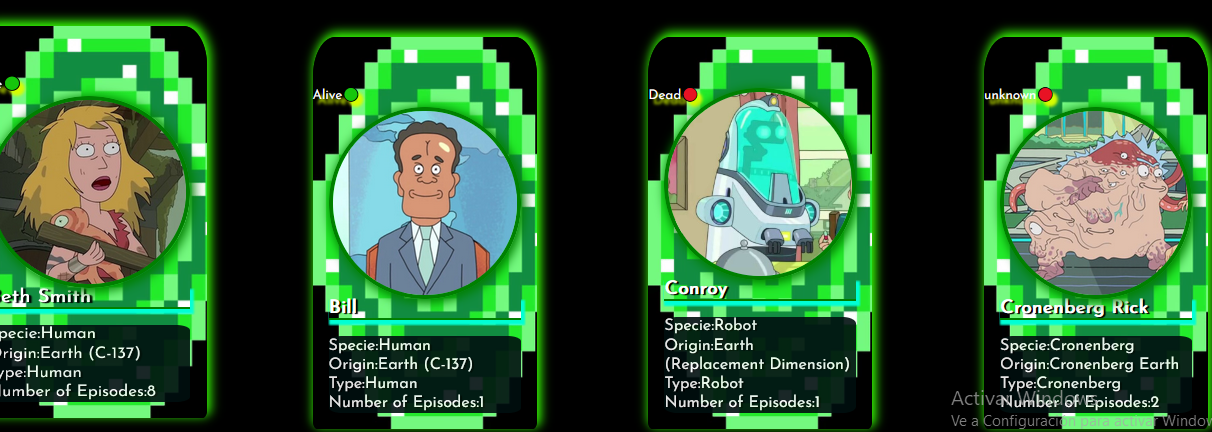 Alive
Dead
unknown
eth Smith
pecie:Human
Origin:Earth (C-137)
ype:Human
umber of Episodes:8
Bill
Specie:Human
Origin:Earth (C-137)
Type:Human
Number of Episodes:1
Conroy
Specie:Robot
Origin:Earth
(Replacement Dimension)
Type:Robot
Number of Episodes:1
Cronenberg Rick
Specie:Cronenberg
Origin:Cronenberg Earth
Type:Cronenberg
Number of Episodes:2
Activar Windows
Ve a Configuración para activar Window